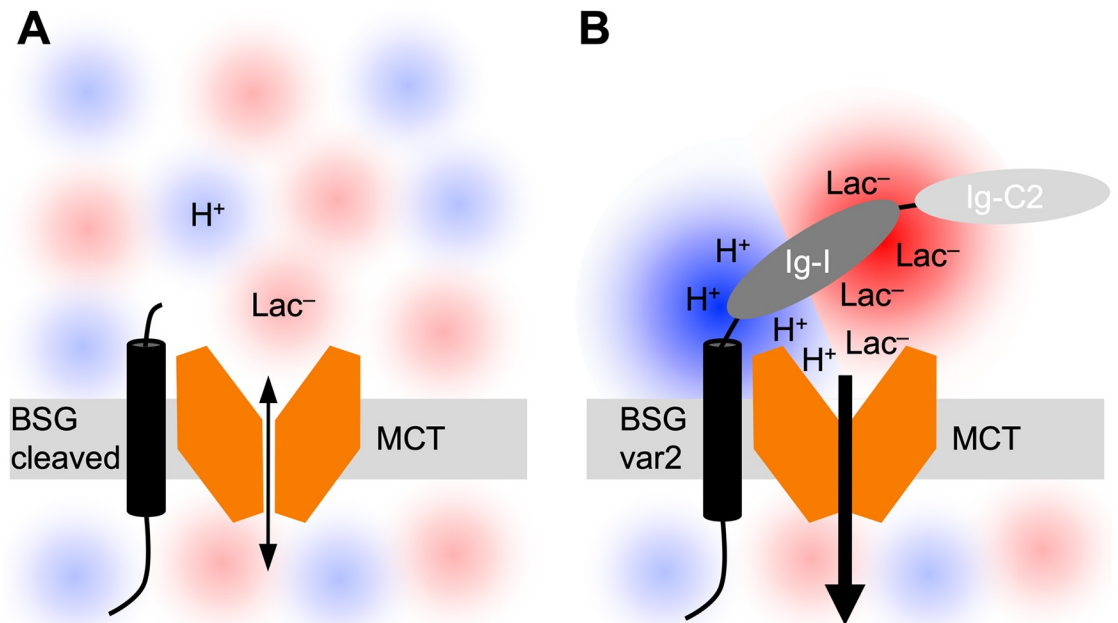 A
H⁺
Lac⁻
BSG
cleaved
MCT
B
Lac⁻
Ig-C2
H⁺
Ig-I
Lac⁻
H⁺
Lac⁻
H⁺
Lac⁻
H⁺
BSG
var2
MCT